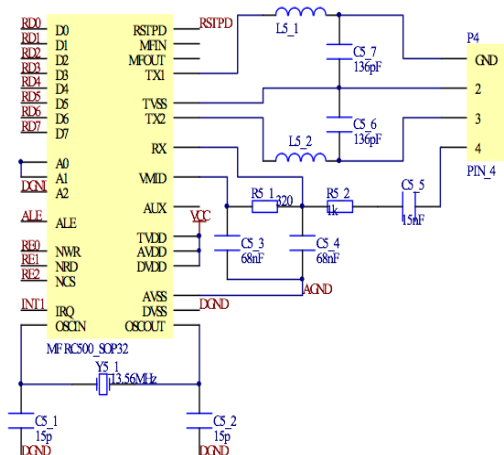 RD0 D0 RSTPD RSTPD
RD1 D1 MFIN
RD2 D2 MFOUT
RD3 D3 TX1
RD4 D4
RD5 D5 TVSS
RD6 D6 TX2
RD7 D7
RX
A0
A1 VMID
DGND A2
AUX
ALE ALE VCC
TVDD
RE0 NWR AVDD
RE1 NRD DVDD
RE2 NCS
AVSS
INT1 IRQ DVSS DGND
OSCIN OSCOUT
MFRC500_SOP32
L5_1
C5_7
136pF
C5_6
136pF
L5_2
P4
GND
2
3
4
PIN_4
R5_1
320
R5_2
1k
C5_5
15nF
C5_3
68nF
C5_4
68nF
AGND
Y5_1
13.56MHz
C5_1
15p
DGND
C5_2
15p
DGND